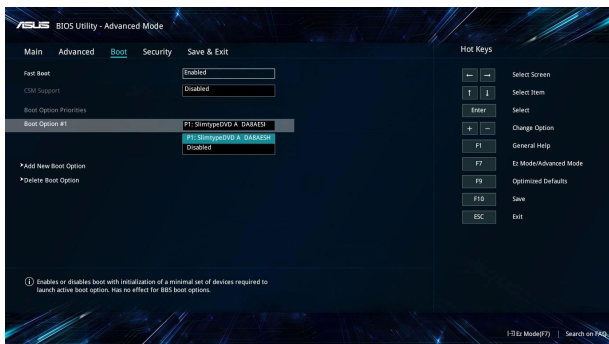 ASUS BIOS Utility - Advanced Mode
Main Advanced Boot Security Save & Exit
Hot Keys
Fast Boot Enabled
CSM Support Disabled
Boot Option Priorities
Boot Option #1 P1: SlimtypeDVD A DA8AESI
P1: SlimtypeDVD A DA8AESH
Disabled
Add New Boot Option
Delete Boot Option
← → Select Screen
↑ ↓ Select Item
Enter Select
+ − Change Option
F1 General Help
F7 Ez Mode/Advanced Mode
F9 Optimized Defaults
F10 Save
ESC Exit
Enables or disables boot with initialization of a minimal set of devices required to
launch active boot option. Has no effect for BBS boot options.
Ez Mode(F7) | Search on FAQ